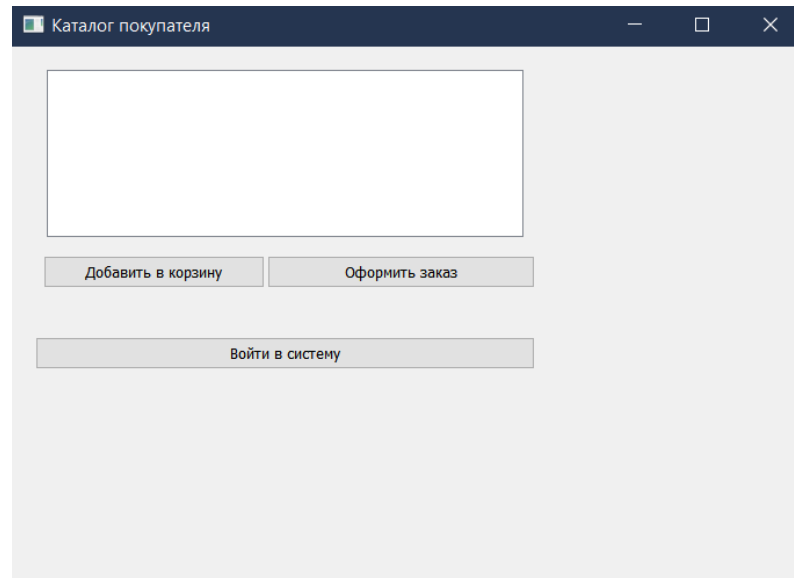 Каталог покупателя
Добавить в корзину
Оформить заказ
Войти в систему